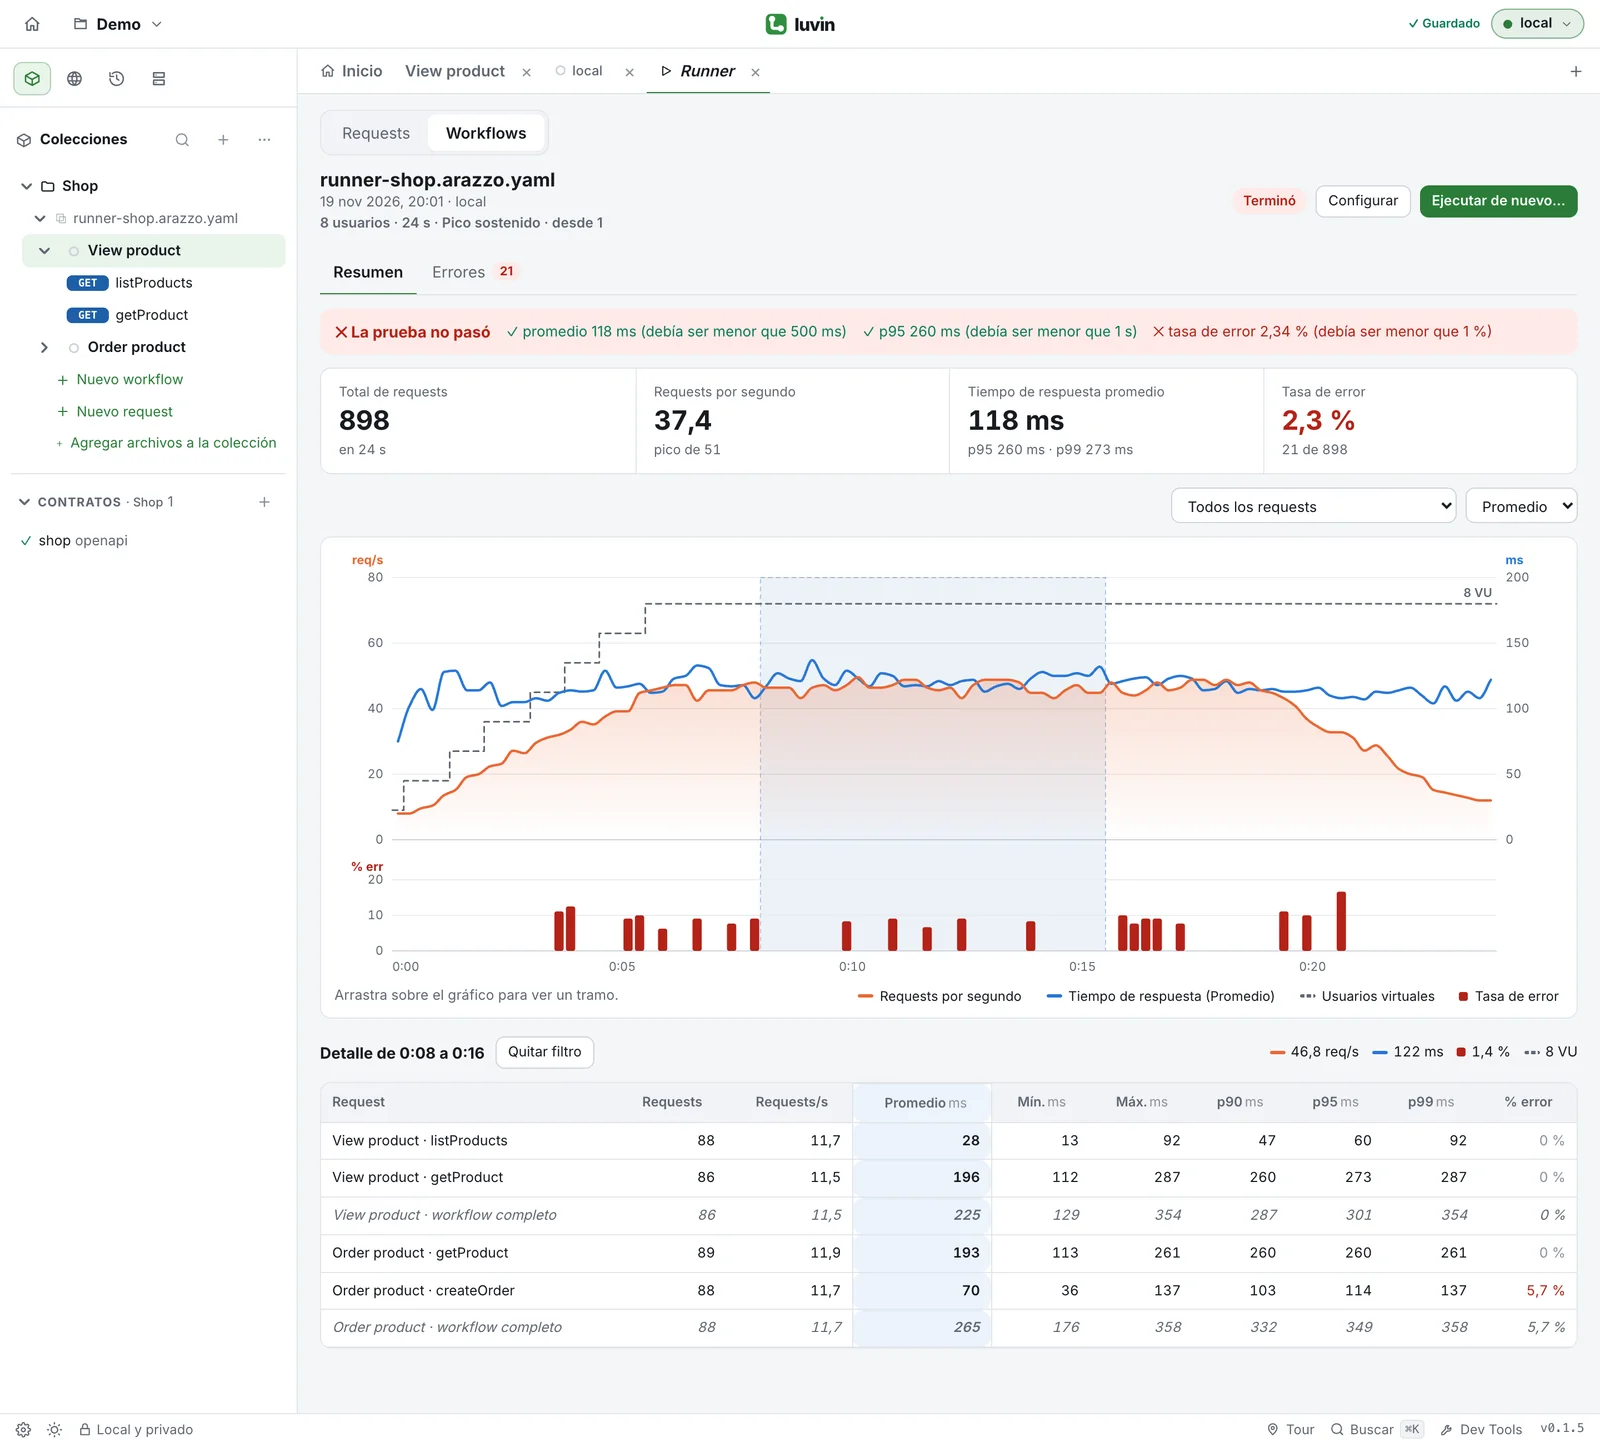 Demo
luvin
✓ Guardado
local
Inicio
View product ×
local ×
Runner ×
Colecciones
Shop
runner-shop.arazzo.yaml
View product
GET listProducts
GET getProduct
Order product
+ Nuevo workflow
+ Nuevo request
+ Agregar archivos a la colección
CONTRATOS · Shop 1
shop openapi
Requests Workflows
runner-shop.arazzo.yaml
19 nov 2026, 20:01 · local
8 usuarios · 24 s · Pico sostenido · desde 1
Terminó
Configurar
Ejecutar de nuevo...
Resumen
Errores 21
✕ La prueba no pasó ✓ promedio 118 ms (debía ser menor que 500 ms) ✓ p95 260 ms (debía ser menor que 1 s) ✕ tasa de error 2,34 % (debía ser menor que 1 %)
Total de requests
898
en 24 s
Requests por segundo
37,4
pico de 51
Tiempo de respuesta promedio
118 ms
p95 260 ms · p99 273 ms
Tasa de error
2,3 %
21 de 898
Todos los requests
Promedio
req/s ms
80 200
8 VU
60 150
40 100
20 50
0 0
% err
20
10
0
0:00 0:05 0:10 0:15 0:20
Arrastra sobre el gráfico para ver un tramo.
Requests por segundo Tiempo de respuesta (Promedio) Usuarios virtuales Tasa de error
Detalle de 0:08 a 0:16 Quitar filtro
46,8 req/s 122 ms 1,4 % 8 VU
Request Requests Requests/s Promedio ms Mín. ms Máx. ms p90 ms p95 ms p99 ms % error
View product · listProducts 88 11,7 28 13 92 47 60 92 0 %
View product · getProduct 86 11,5 196 112 287 260 273 287 0 %
View product · workflow completo 86 11,5 225 129 354 287 301 354 0 %
Order product · getProduct 89 11,9 193 113 261 260 260 261 0 %
Order product · createOrder 88 11,7 70 36 137 103 114 137 5,7 %
Order product · workflow completo 88 11,7 265 176 358 332 349 358 5,7 %
Local y privado
Tour
Buscar ⌘K
Dev Tools
v0.1.5